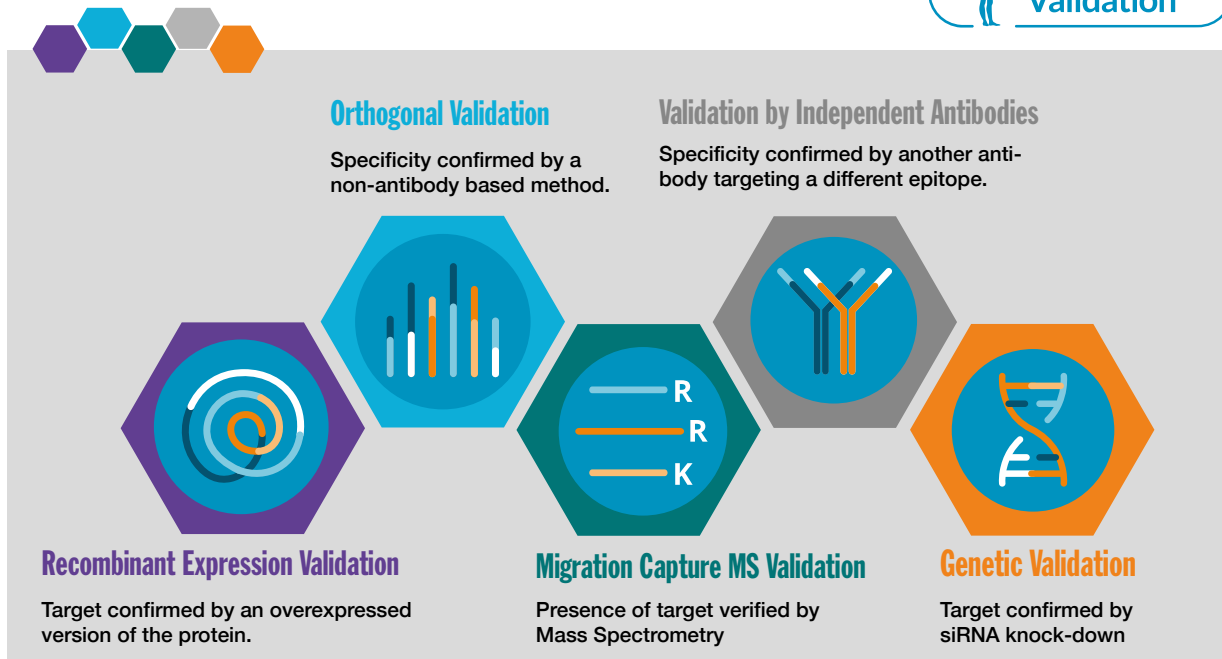 Validation
Orthogonal Validation
Specificity confirmed by a
non-antibody based method.
Validation by Independent Antibodies
Specificity confirmed by another anti-
body targeting a different epitope.
R
R
K
Recombinant Expression Validation
Target confirmed by an overexpressed
version of the protein.
Migration Capture MS Validation
Presence of target verified by
Mass Spectrometry
Genetic Validation
Target confirmed by
siRNA knock-down